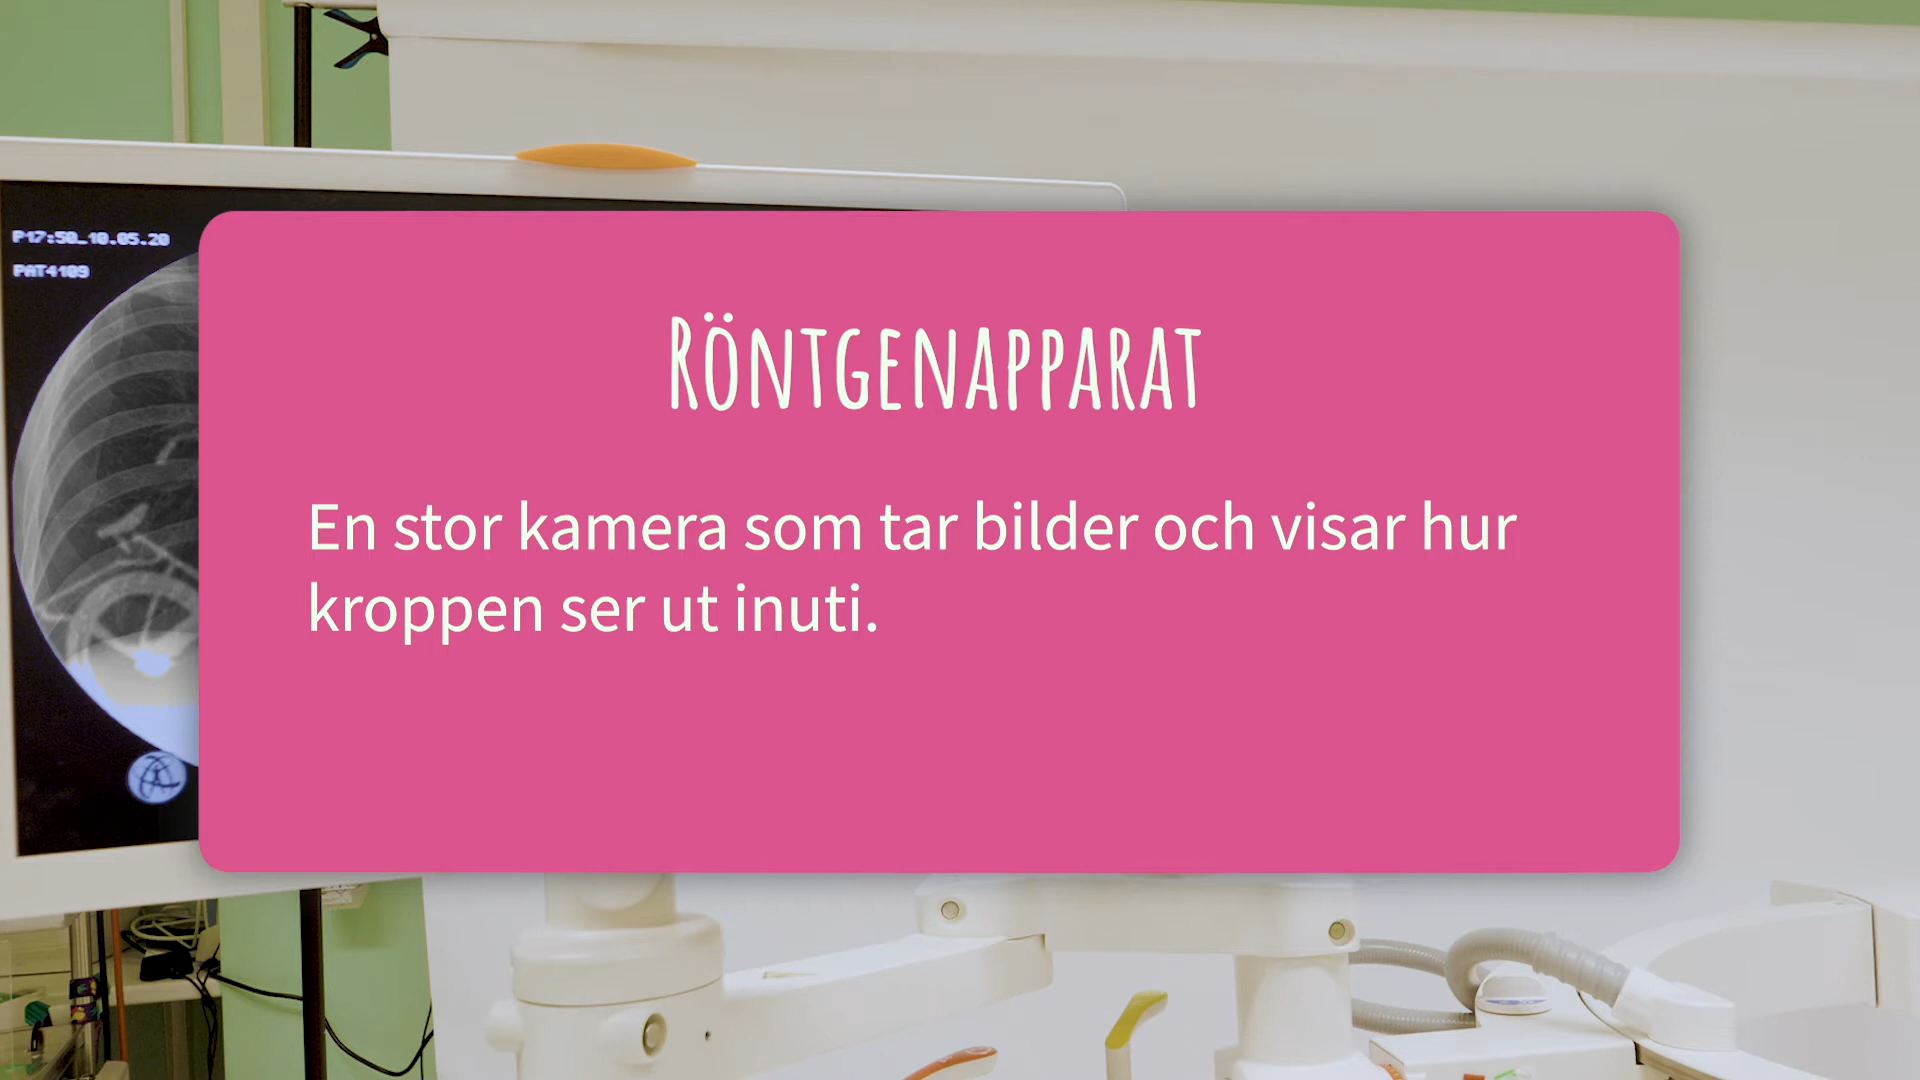 P17:50_10.05.20
PAT4109
Röntgenapparat
En stor kamera som tar bilder och visar hur
kroppen ser ut inuti.